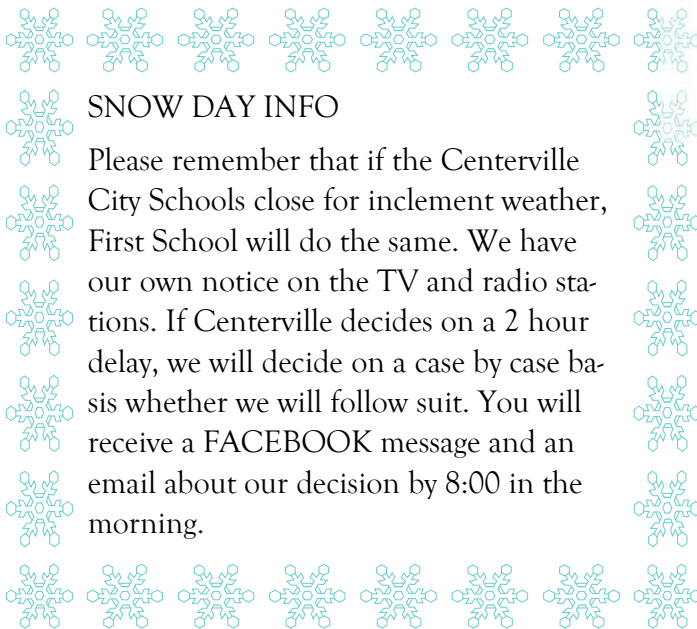 SNOW DAY INFO
Please remember that if the Centerville
City Schools close for inclement weather,
First School will do the same. We have
our own notice on the TV and radio sta-
tions. If Centerville decides on a 2 hour
delay, we will decide on a case by case ba-
sis whether we will follow suit. You will
receive a FACEBOOK message and an
email about our decision by 8:00 in the
morning.